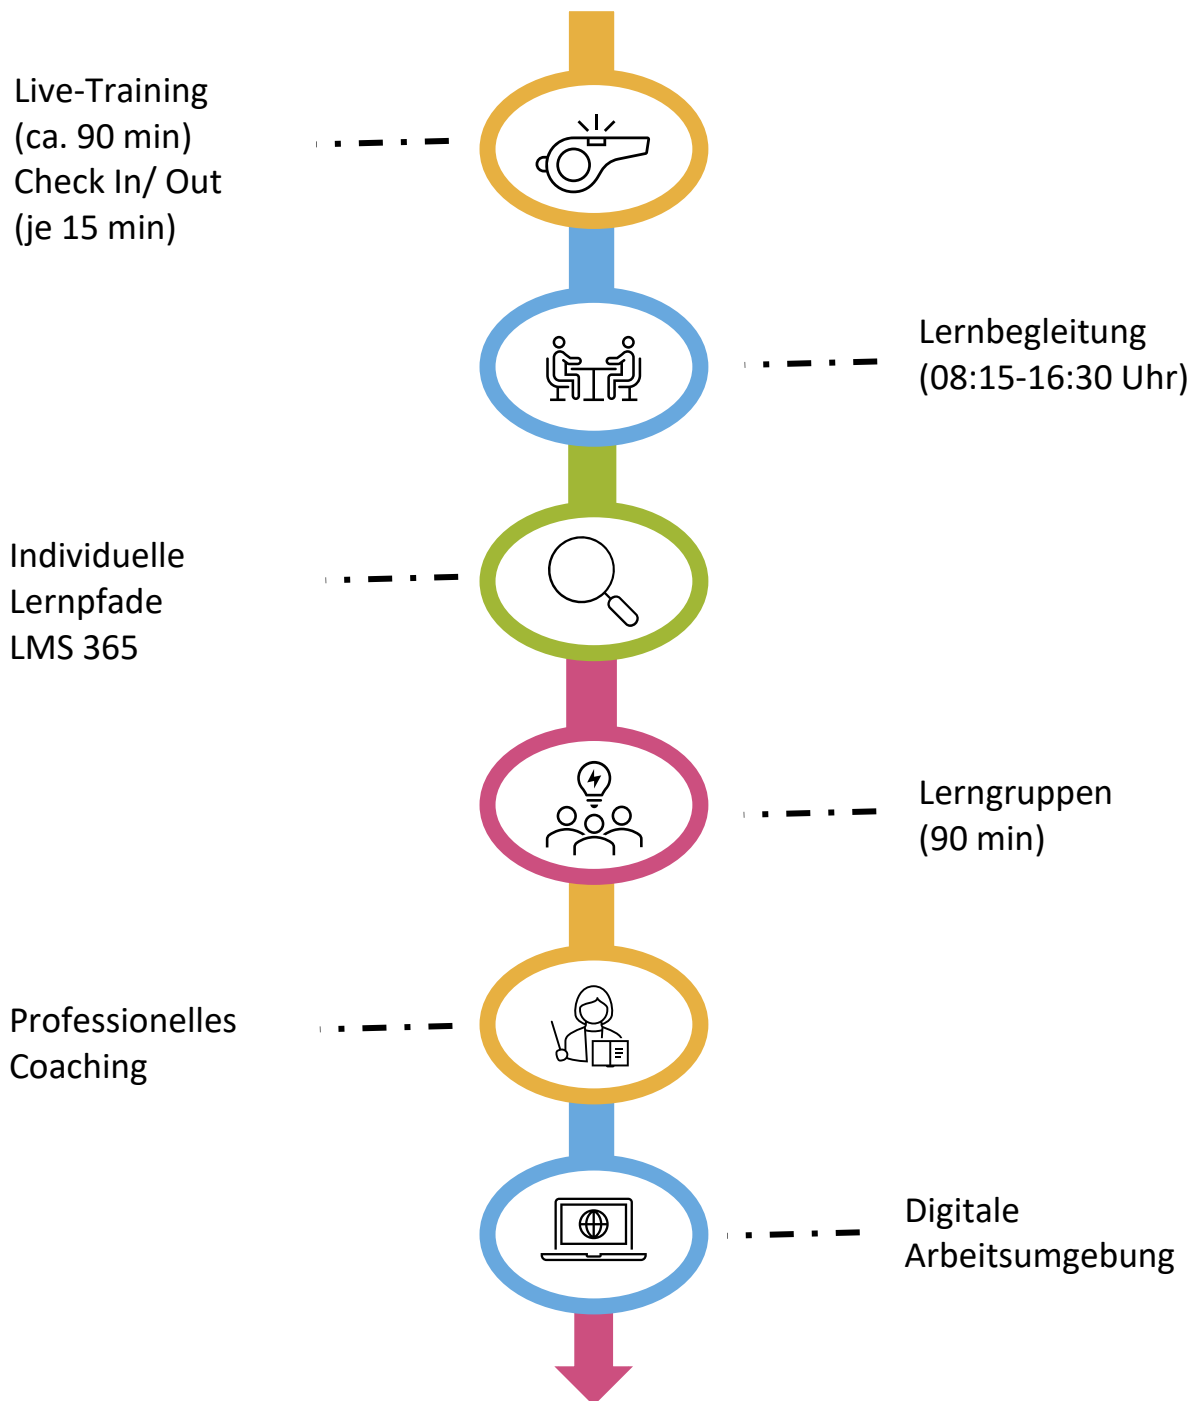 Live-Training
(ca. 90 min)
Check In/ Out
(je 15 min)
Lernbegleitung
(08:15-16:30 Uhr)
Individuelle
Lernpfade
LMS 365
Lerngruppen
(90 min)
Professionelles
Coaching
Digitale
Arbeitsumgebung